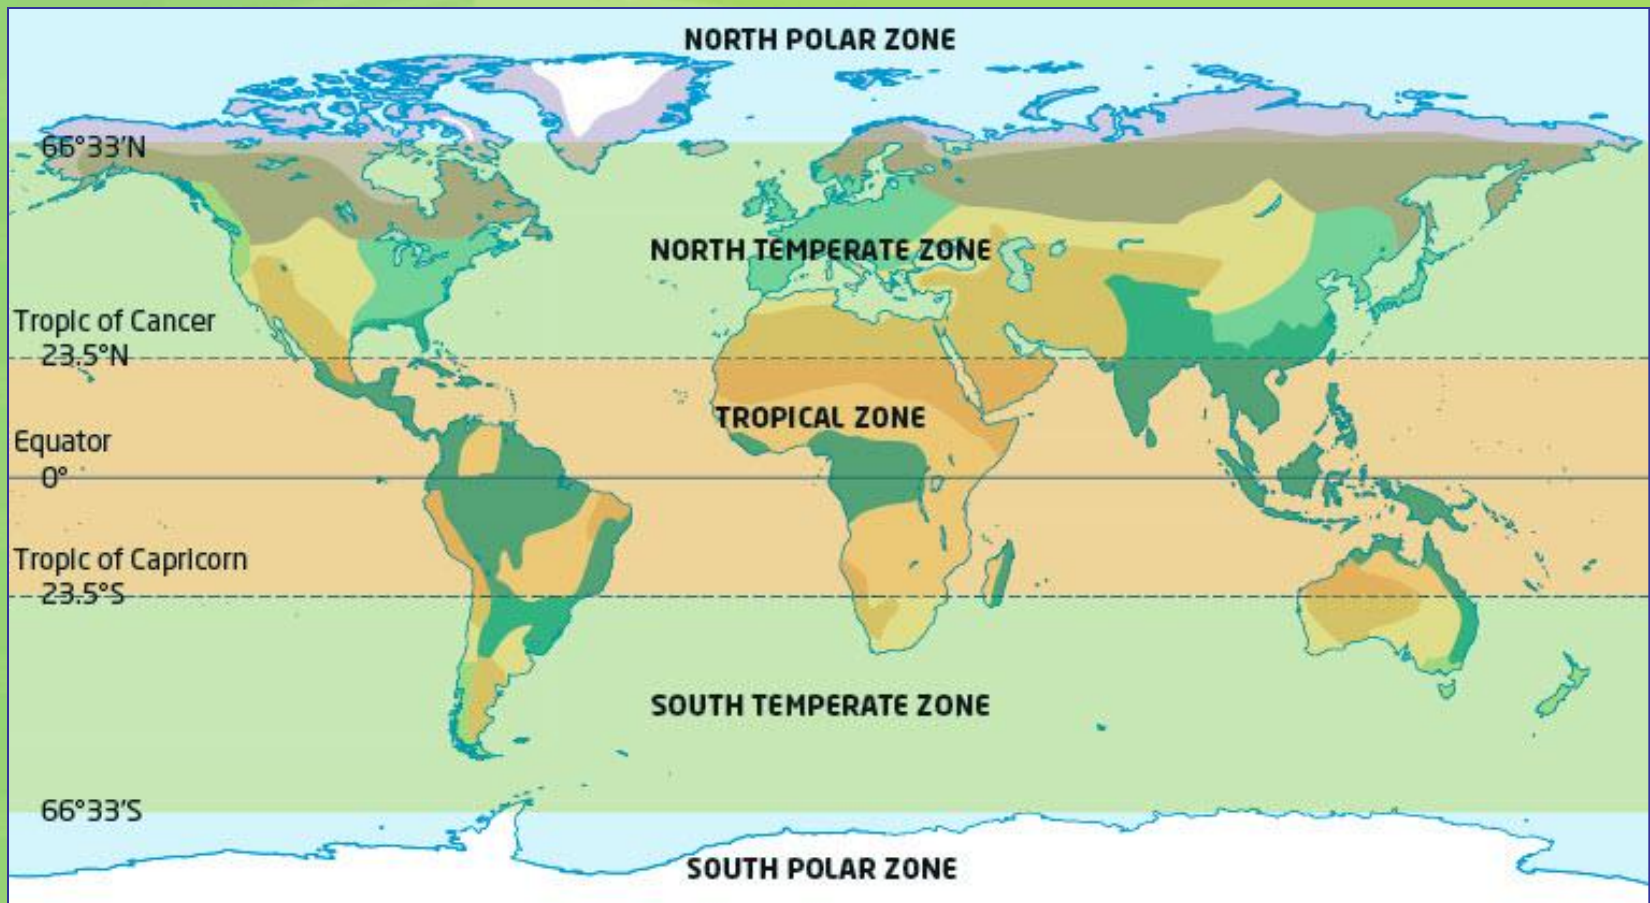 NORTH POLAR ZONE
66°33'N
NORTH TEMPERATE ZONE
Tropic of Cancer
23.5°N
TROPICAL ZONE
Equator
0°
Tropic of Capricorn
23.5°S
SOUTH TEMPERATE ZONE
66°33'S
SOUTH POLAR ZONE